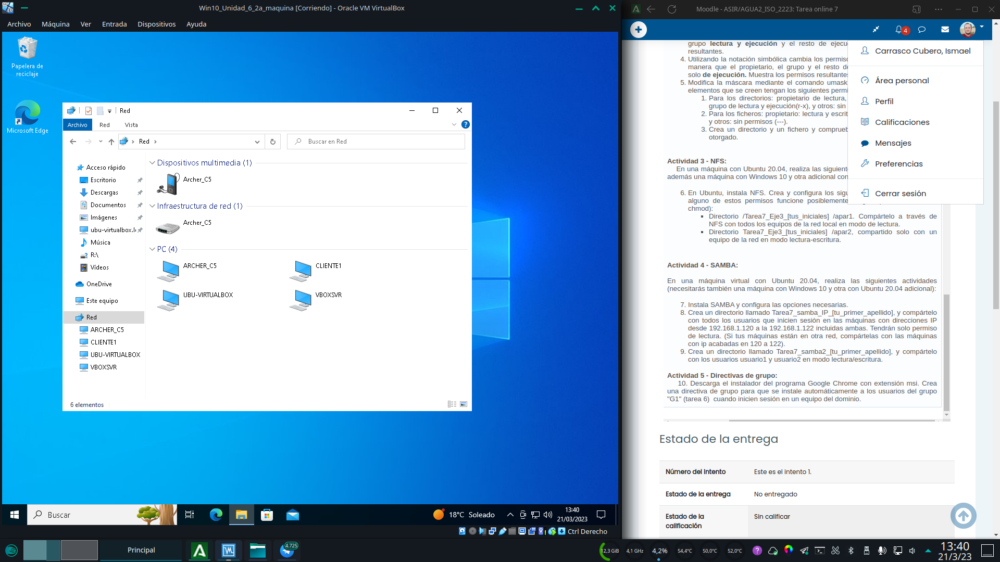 Win10_Unidad_6_2a_maquina [Corriendo] - Oracle VM VirtualBox
Archivo Máquina Ver Entrada Dispositivos Ayuda
Papelera de reciclaje
Microsoft Edge
Red
Archivo Red Vista
Red
Buscar en Red
Acceso rápido
Escritorio
Descargas
Documentos
Imágenes
ubu-virtualbox.l
Música
R:\
Vídeos
OneDrive
Este equipo
Red
ARCHER_C5
CLIENTE1
UBU-VIRTUALBOX
VBOXSVR
Dispositivos multimedia (1)
Archer_C5
Infraestructura de red (1)
Archer_C5
PC (4)
ARCHER_C5
CLIENTE1
UBU-VIRTUALBOX
VBOXSVR
6 elementos
Buscar
18°C Soleado
13:40
21/03/2023
Ctrl Derecho
Moodle - ASIR/AGUA2_ISO_2223: Tarea online 7
4
Carrasco Cubero, Ismael
Área personal
Perfil
Calificaciones
Mensajes
Preferencias
Cerrar sesión
grupo lectura y ejecución y el resto de ejecu
resultantes.
4. Utilizando la notación simbólica cambia los permiso
manera que el propietario, el grupo y el resto de
solo de ejecución. Muestra los permisos resultantes
5. Modifica la máscara mediante el comando umask
elementos que se creen tengan los siguientes permi
1. Para los directorios: propietario de lectura,
grupo de lectura y ejecución(r-x), y otros: sin
2. Para los ficheros: propietario: lectura y escrit
y otros: sin permisos (---).
3. Crea un directorio y un fichero y comprueb
otorgado.
Actividad 3 - NFS:
En una máquina con Ubuntu 20.04, realiza las siguiente
además una máquina con Windows 10 y otra adicional con
6. En Ubuntu, instala NFS. Crea y configura los sigu
alguno de estos permisos funcione posiblemente
chmod):
Directorio /Tarea7_Eje3_[tus_iniciales] /apar1. Compártelo a través de
NFS con todos los equipos de la red local en modo de lectura.
Directorio Tarea7_Eje3_[tus_iniciales] /apar2, compartido solo con un
equipo de la red en modo lectura-escritura.
Actividad 4 - SAMBA:
En una máquina virtual con Ubuntu 20.04, realiza las siguientes actividades
(necesitarás también una máquina con Windows 10 y otra con Ubuntu 20.04 adicional):
7. Instala SAMBA y configura las opciones necesarias.
8. Crea un directorio llamado Tarea7_samba_IP_[tu_primer_apellido], y compártelo
con todos los usuarios que inicien sesión en las máquinas con direcciones IP
desde 192.168.1.120 a la 192.168.1.122 incluidas ambas. Tendrán solo permiso
de lectura. (Si tus máquinas están en otra red, compártelas con las máquinas
con ip acabadas en 120 a 122).
9. Crea un directorio llamado Tarea7_samba2_[tu_primer_apellido], y compártelo
con los usuarios usuario1 y usuario2 en modo lectura/escritura.
Actividad 5 - Directivas de grupo:
10. Descarga el instalador del programa Google Chrome con extensión msi. Crea
una directiva de grupo para que se instale automáticamente a los usuarios del grupo
"G1" (tarea 6) cuando inicien sesión en un equipo del dominio.
Estado de la entrega
Número del intento Este es el intento 1.
Estado de la entrega No entregado
Estado de la calificación Sin calificar
Principal
4.725
12,3 GiB 4,1 GHz 4,2% 54,4°C 50,0°C 52,0°C
13:40
21/3/23